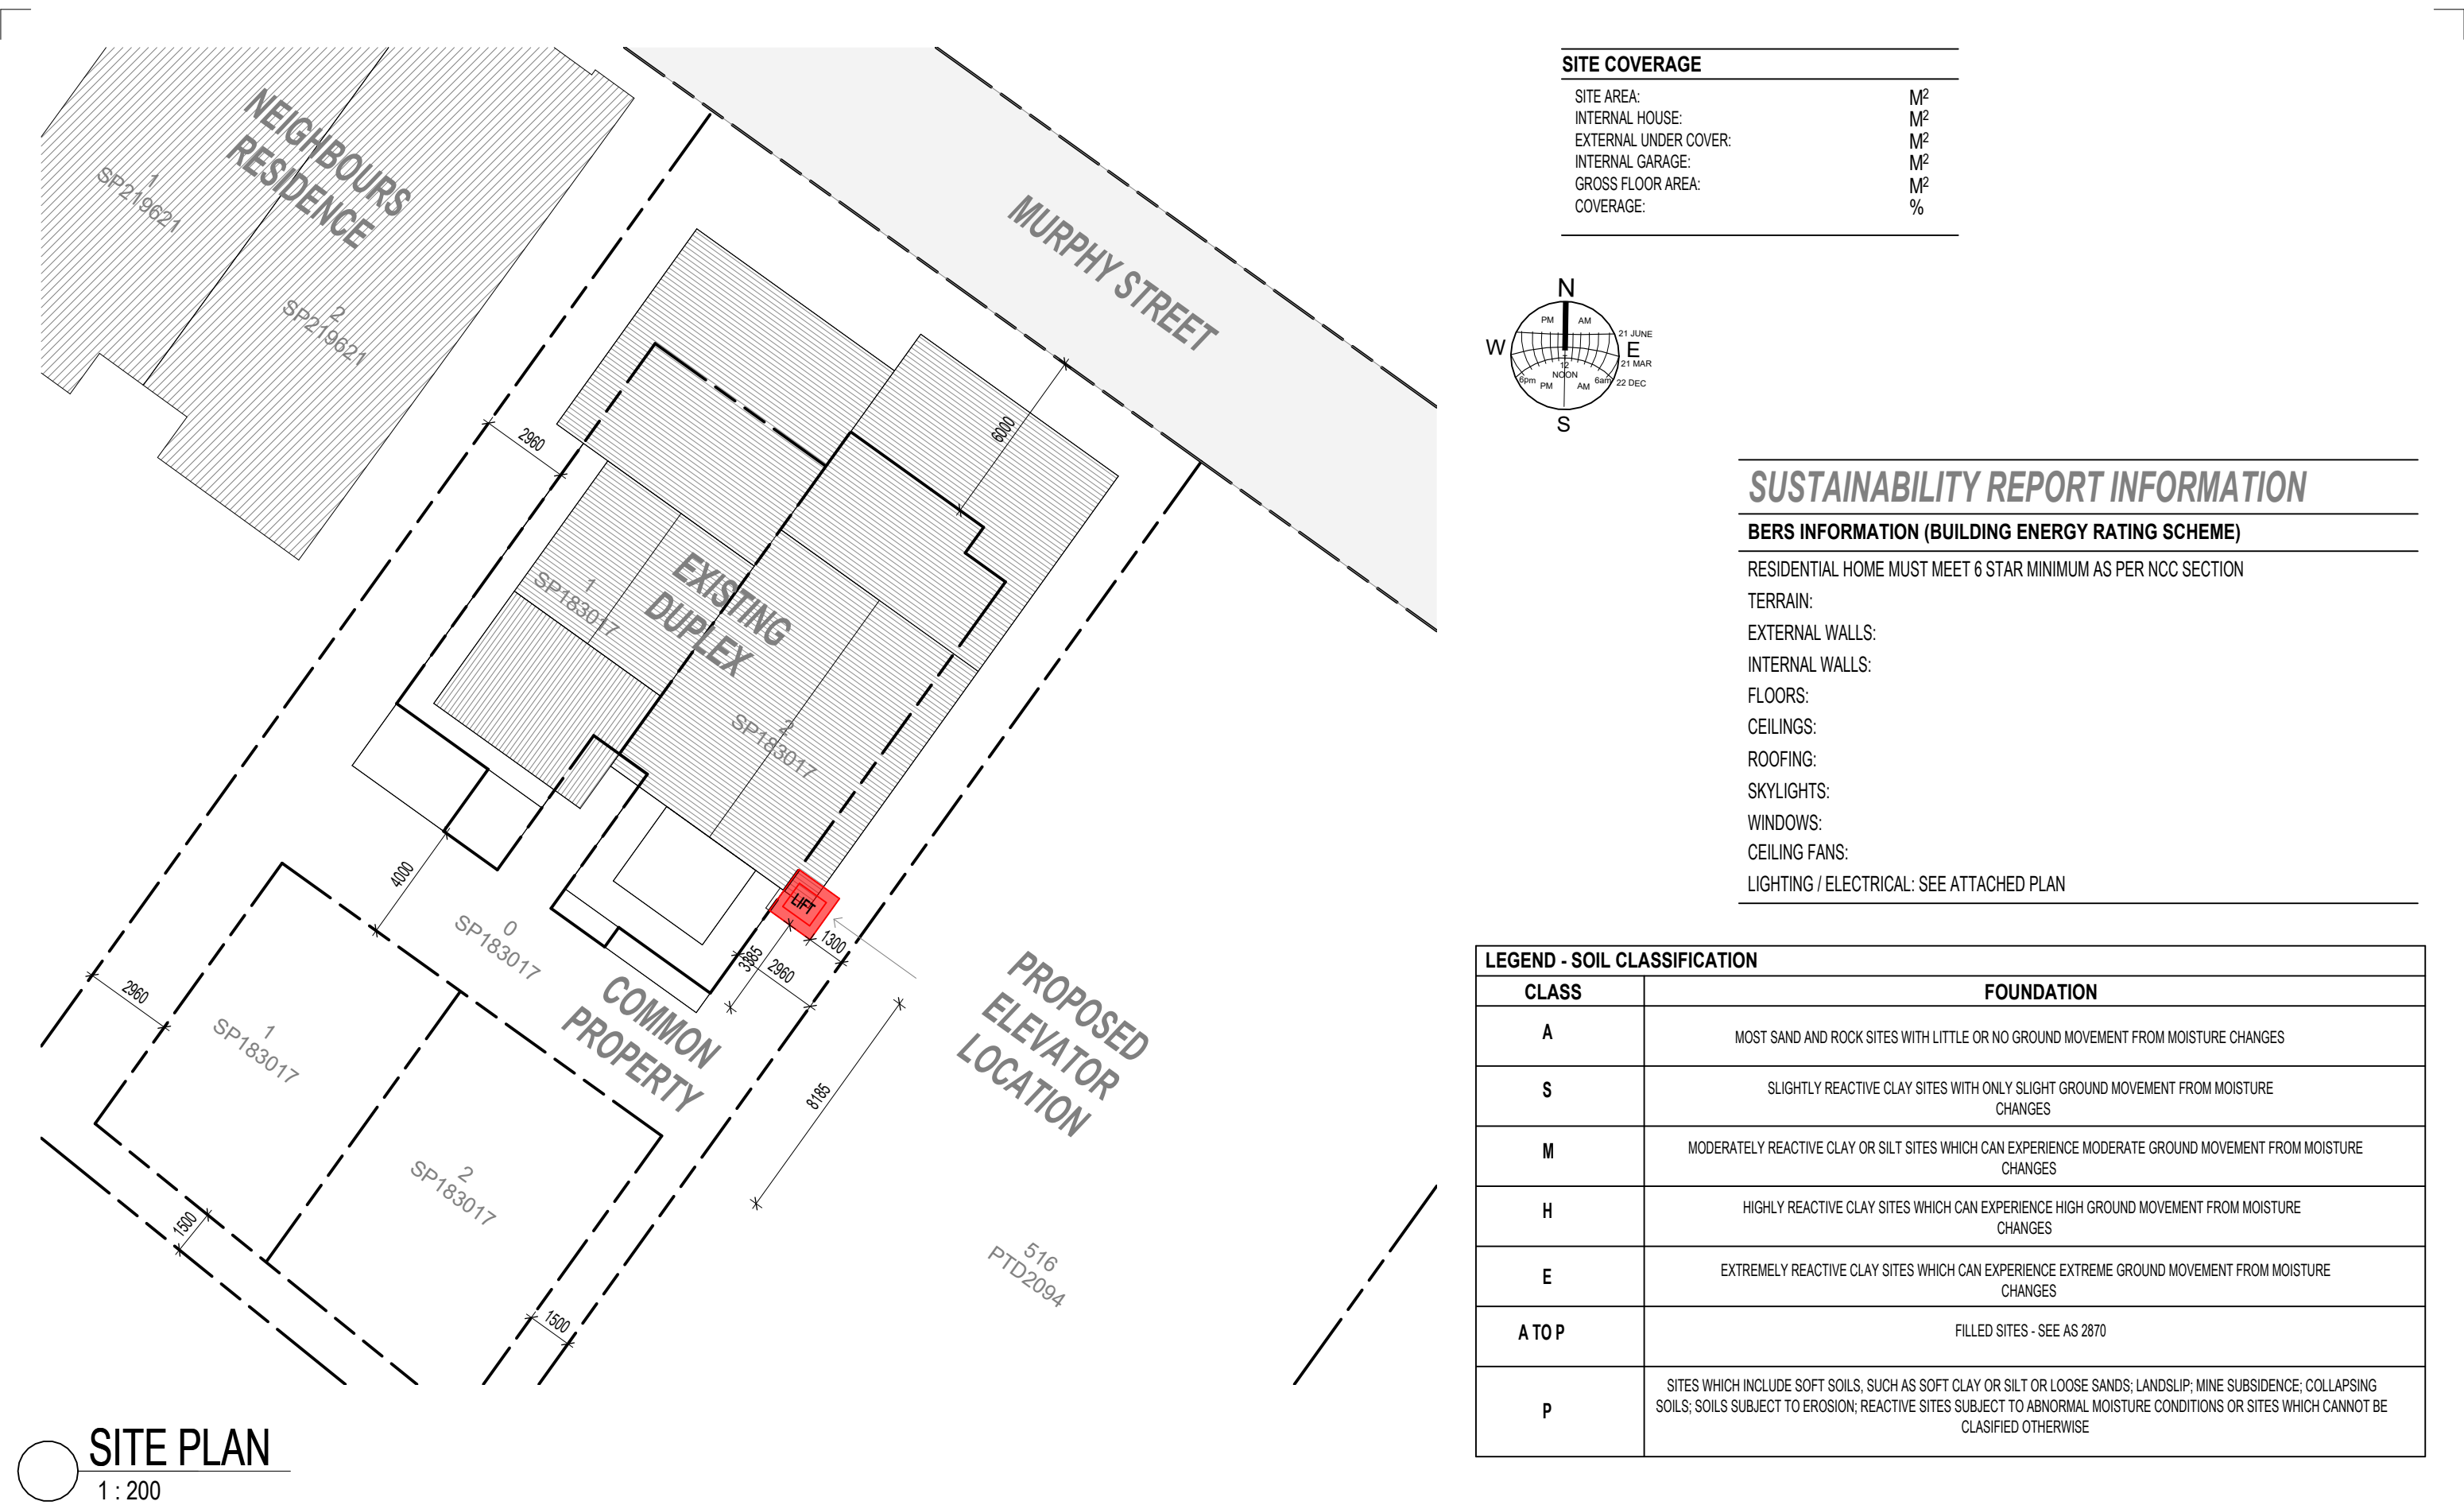 NEIGHBOURS
RESIDENCE
1
SP219621
2
SP219621
MURPHY STREET
6000
2960
1
SP183017
EXISTING
DUPLEX
2
SP183017
LIFT
1300
3385
2960
4000
0
SP183017
COMMON
PROPERTY
PROPOSED
ELEVATOR
LOCATION
8185
2960
1
SP183017
2
SP183017
1500
1500
516
PTD2094
SITE PLAN
1 : 200
SITE COVERAGE
SITE AREA: M2
INTERNAL HOUSE: M2
EXTERNAL UNDER COVER: M2
INTERNAL GARAGE: M2
GROSS FLOOR AREA: M2
COVERAGE: %
N
PM AM
21 JUNE
W E
21 MAR
12
NOON
6pm 6am
22 DEC
PM AM
S
SUSTAINABILITY REPORT INFORMATION
BERS INFORMATION (BUILDING ENERGY RATING SCHEME)
RESIDENTIAL HOME MUST MEET 6 STAR MINIMUM AS PER NCC SECTION
TERRAIN:
EXTERNAL WALLS:
INTERNAL WALLS:
FLOORS:
CEILINGS:
ROOFING:
SKYLIGHTS:
WINDOWS:
CEILING FANS:
LIGHTING / ELECTRICAL: SEE ATTACHED PLAN
LEGEND - SOIL CLASSIFICATION
CLASS FOUNDATION
A MOST SAND AND ROCK SITES WITH LITTLE OR NO GROUND MOVEMENT FROM MOISTURE CHANGES
S SLIGHTLY REACTIVE CLAY SITES WITH ONLY SLIGHT GROUND MOVEMENT FROM MOISTURE
CHANGES
M MODERATELY REACTIVE CLAY OR SILT SITES WHICH CAN EXPERIENCE MODERATE GROUND MOVEMENT FROM MOISTURE
CHANGES
H HIGHLY REACTIVE CLAY SITES WHICH CAN EXPERIENCE HIGH GROUND MOVEMENT FROM MOISTURE
CHANGES
E EXTREMELY REACTIVE CLAY SITES WHICH CAN EXPERIENCE EXTREME GROUND MOVEMENT FROM MOISTURE
CHANGES
A TO P FILLED SITES - SEE AS 2870
P SITES WHICH INCLUDE SOFT SOILS, SUCH AS SOFT CLAY OR SILT OR LOOSE SANDS; LANDSLIP; MINE SUBSIDENCE; COLLAPSING
SOILS; SOILS SUBJECT TO EROSION; REACTIVE SITES SUBJECT TO ABNORMAL MOISTURE CONDITIONS OR SITES WHICH CANNOT BE
CLASIFIED OTHERWISE